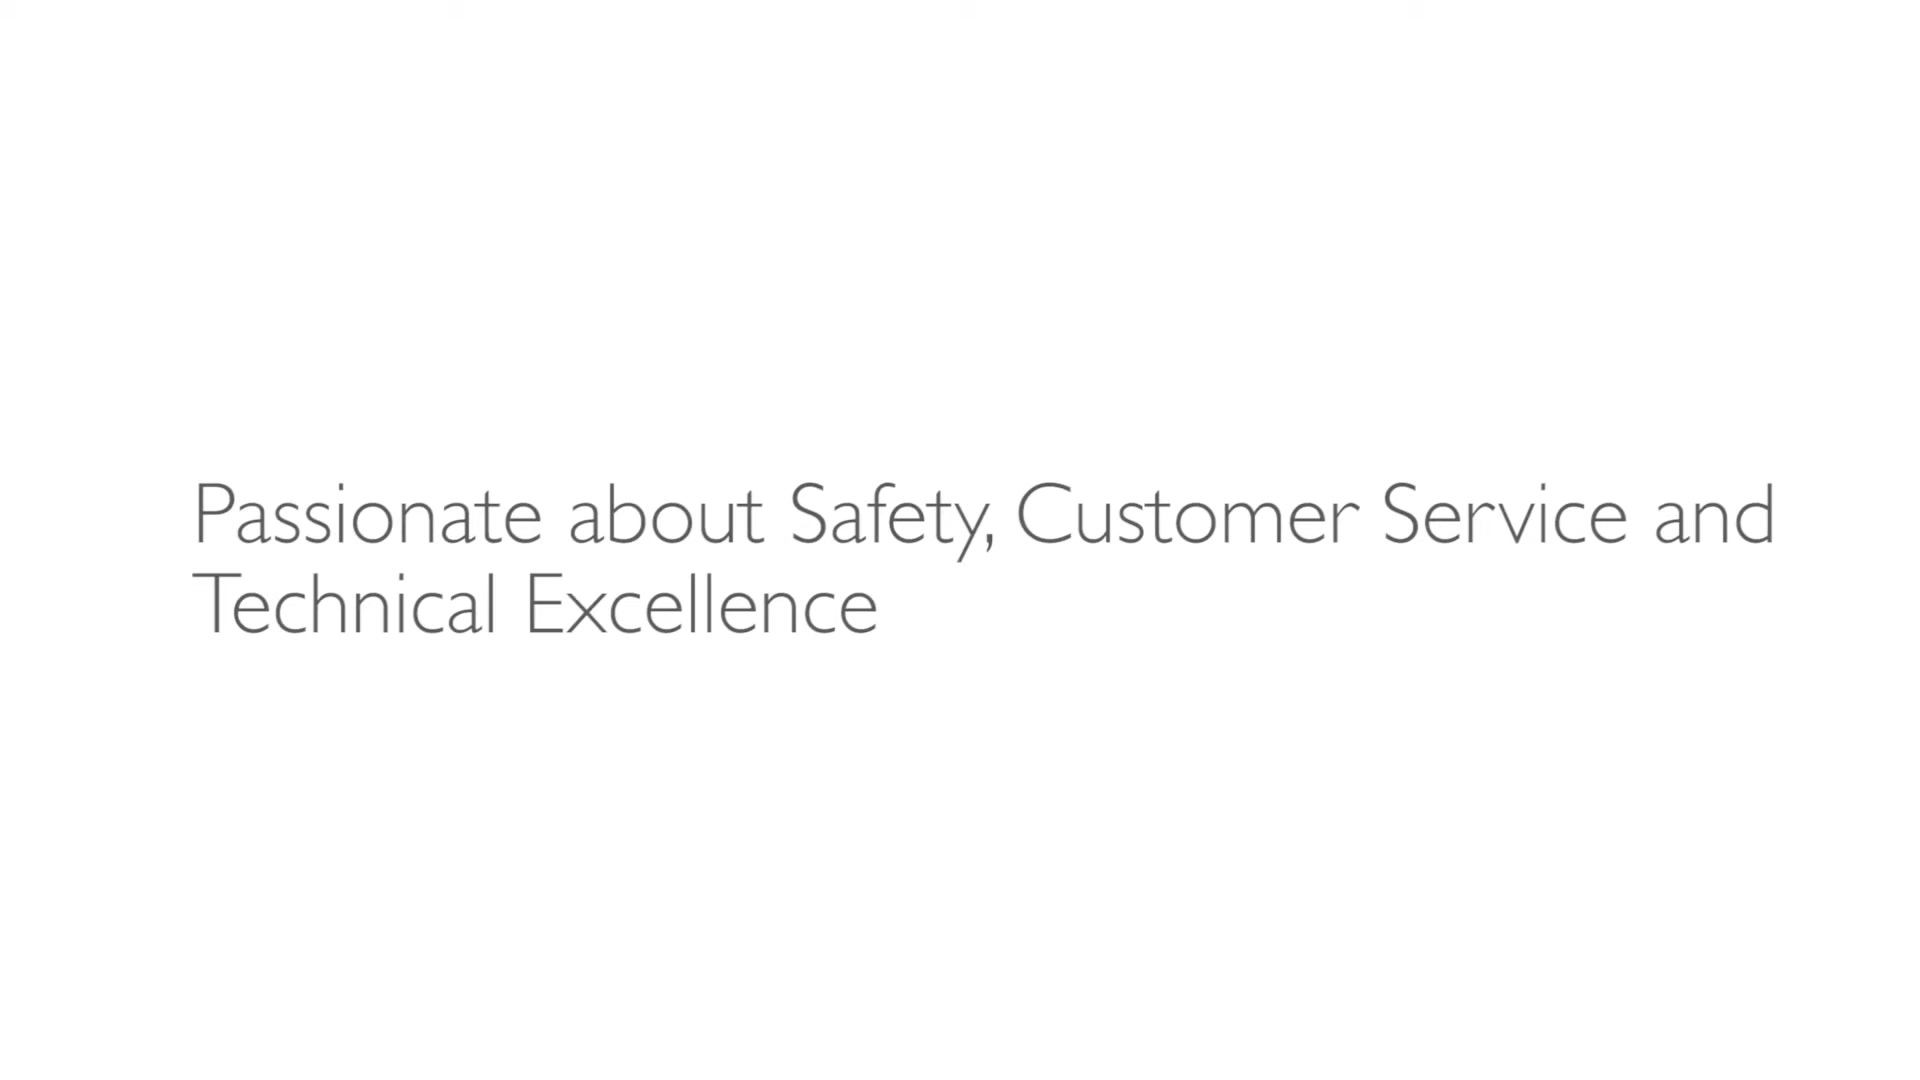 Passionate about Safety, Customer Service and
Technical Excellence